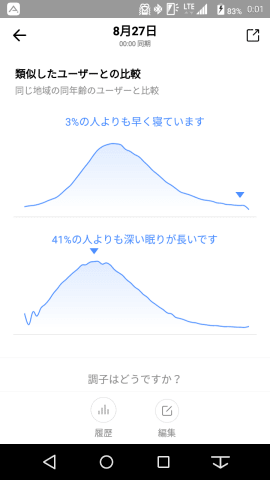 LTE
83% 0:01
8月27日
00:00 同期
類似したユーザーとの比較
同じ地域の同年齢のユーザーと比較
3%の人よりも早く寝ています
41%の人よりも深い眠りが長いです
調子はどうですか？
履歴
編集